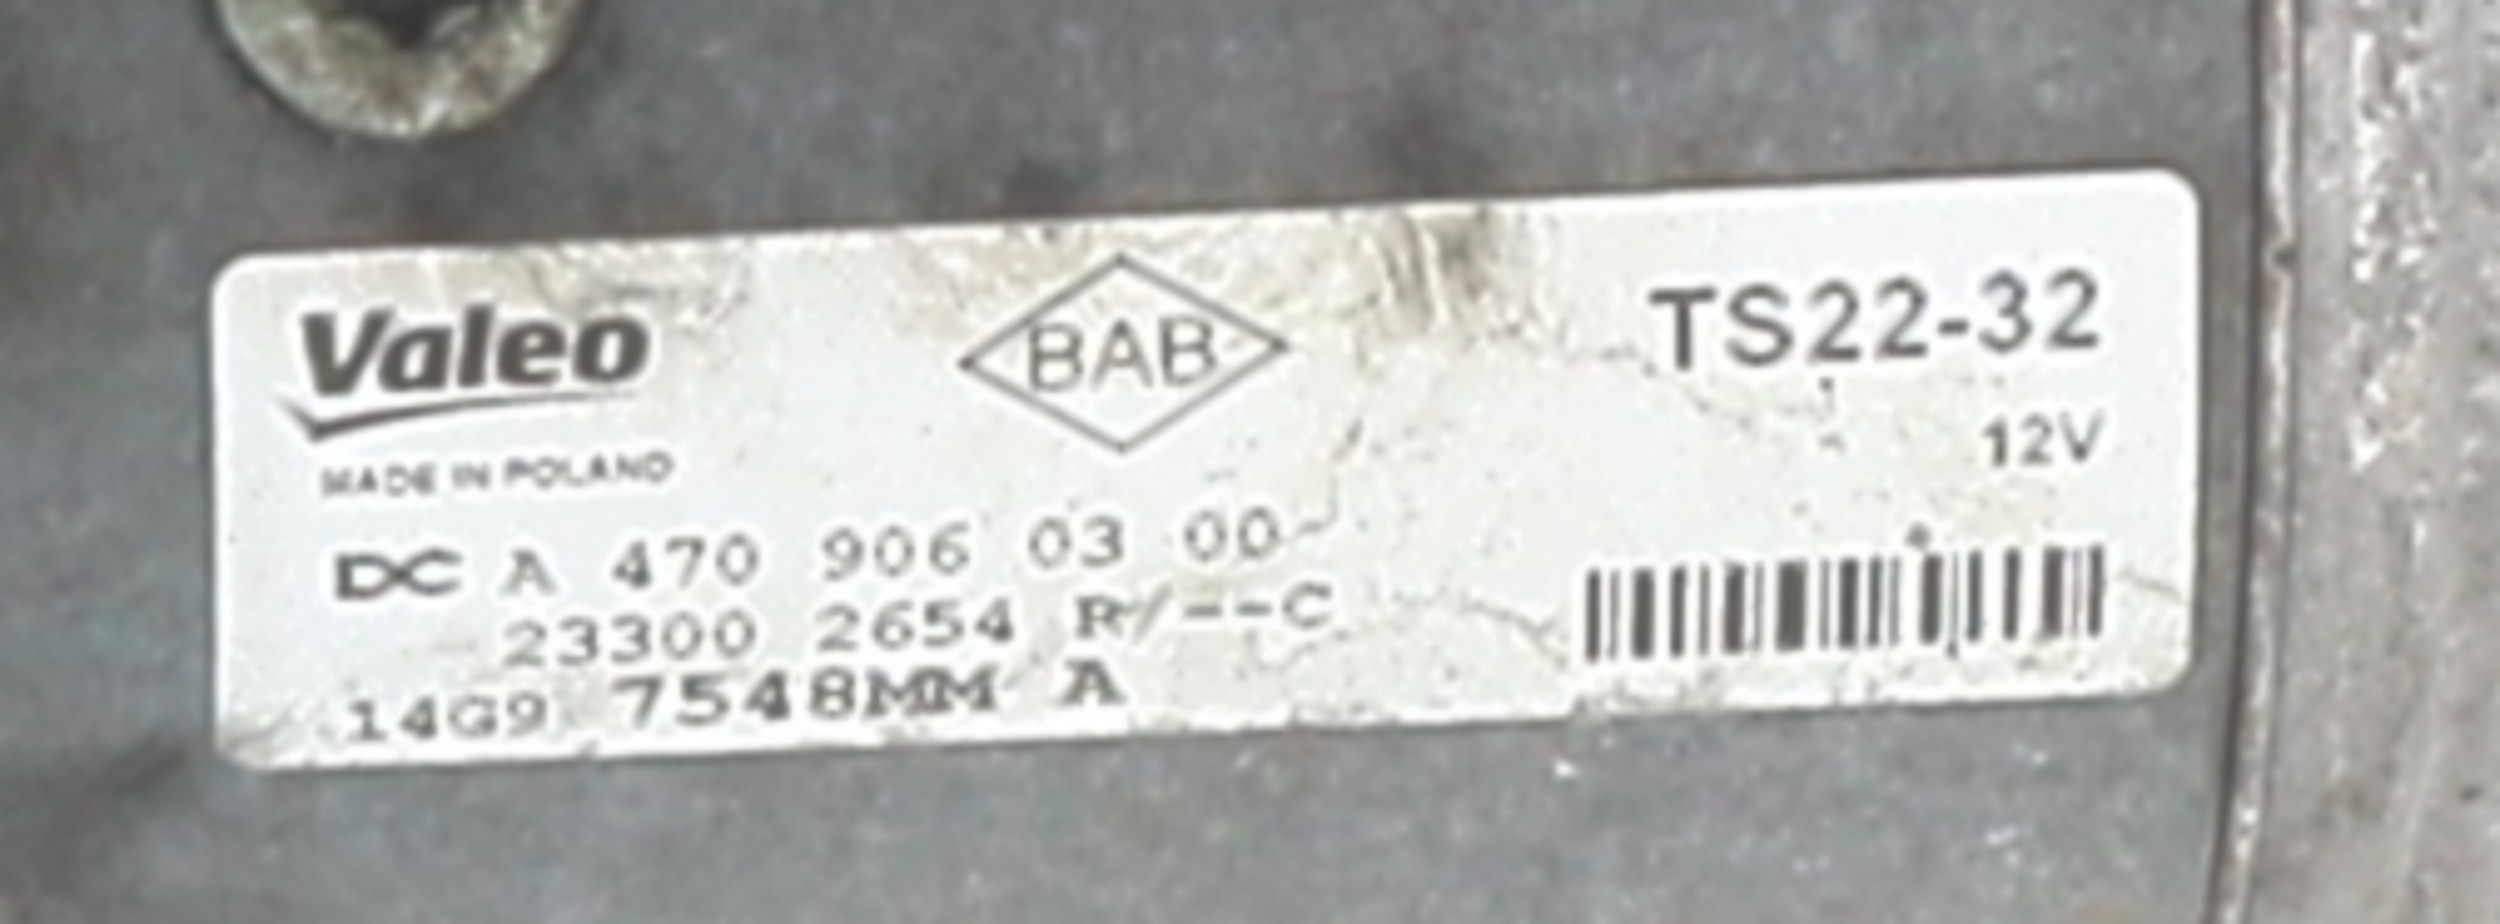 Valeo
BAB
TS22-32
MADE IN POLAND
12V
DC A 470 906 03 00
23300 2654 R/--C
14G9 7548MM A